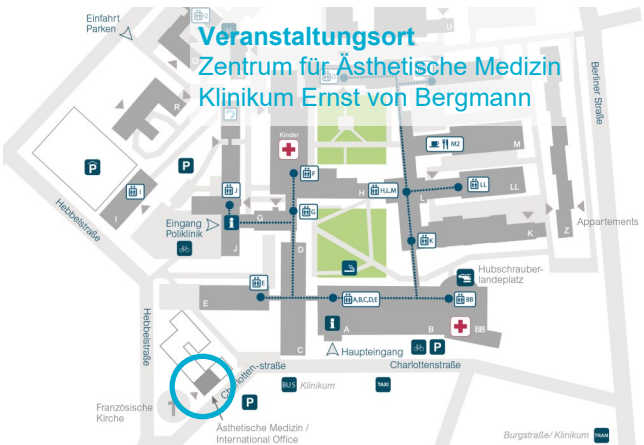 Einfahrt
Parken
Veranstaltungsort
Zentrum für Ästhetische Medizin
Klinikum Ernst von Bergmann
U
Q
R
Kinder
Berliner Straße
M2
M
P
P
I
I
J
F
H
H,L,M
L
LL
LL
Hebbelstraße
Eingang
Poliklinik
i
G
G
J
D
K
K
Z
Appartements
Hubschrauber-
landeplatz
E
E
A,B,C,D,E
BB
i
A
B
BB
C
Haupteingang
P
Charlottenstraße
Hebbelstraße
Charlotten-straße
BUS Klinikum
TAXI
P
Französische
Kirche
Ästhetische Medizin /
International Office
Burgstraße/ Klinikum TRAM